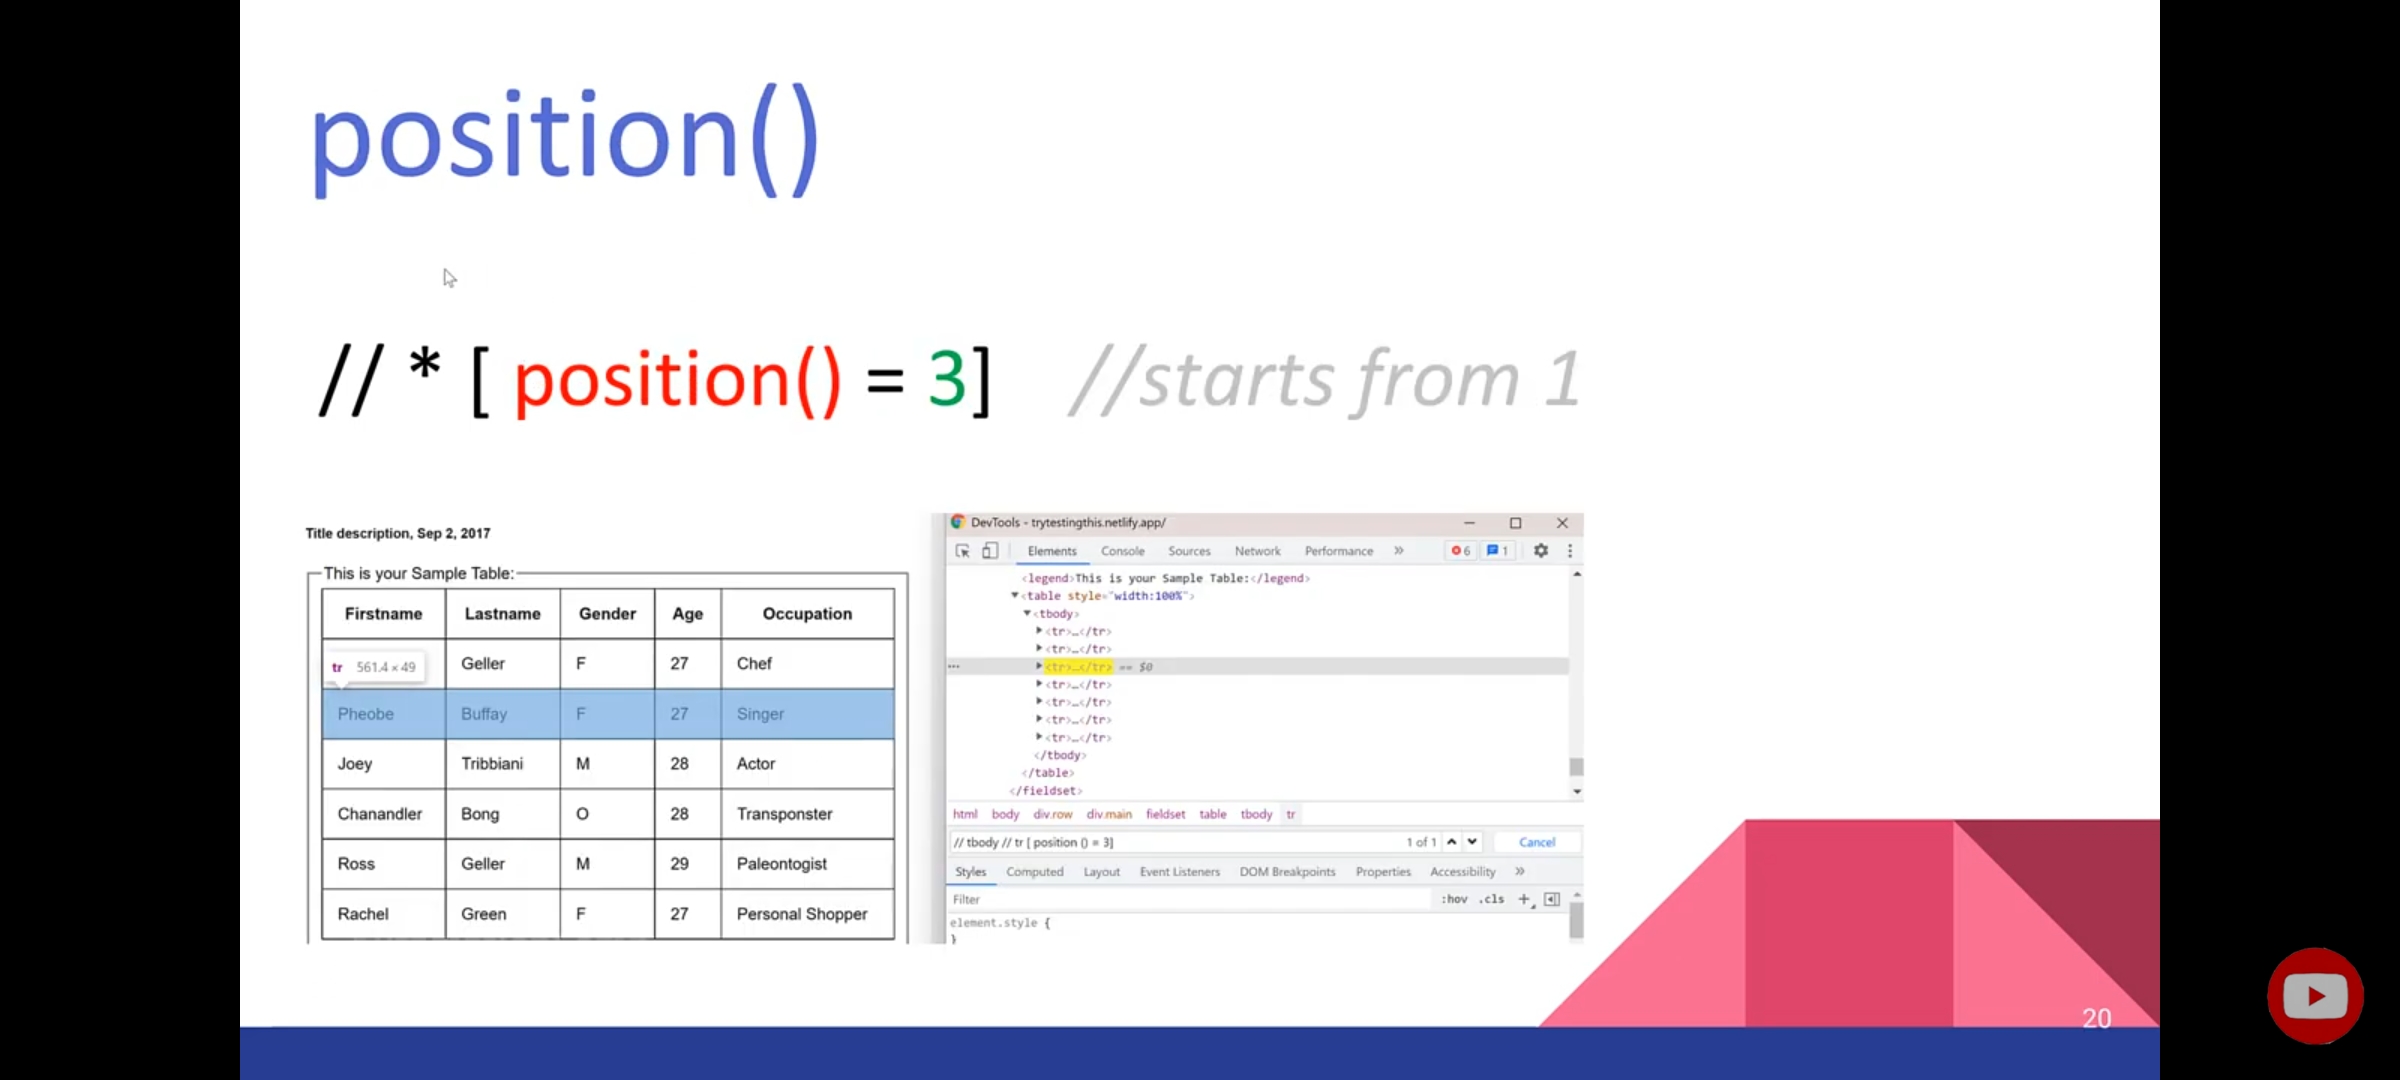 position()
// * [ position() = 3] //starts from 1
Title description, Sep 2, 2017
This is your Sample Table:
Firstname Lastname Gender Age Occupation
tr 561.4 × 49 Geller F 27 Chef
Pheobe Buffay F 27 Singer
Joey Tribbiani M 28 Actor
Chanandler Bong O 28 Transponster
Ross Geller M 29 Paleontogist
Rachel Green F 27 Personal Shopper
DevTools - trytestingthis.netlify.app/
Elements Console Sources Network Performance » 6 1
<legend>This is your Sample Table:</legend>
<table style="width:100%">
<tbody>
<tr>…</tr>
<tr>…</tr>
<tr>…</tr> == $0
<tr>…</tr>
<tr>…</tr>
<tr>…</tr>
<tr>…</tr>
</tbody>
</table>
</fieldset>
html body div.row div.main fieldset table tbody tr
// tbody // tr [ position () = 3] 1 of 1 Cancel
Styles Computed Layout Event Listeners DOM Breakpoints Properties Accessibility »
Filter :hov .cls +
element.style {
}
20